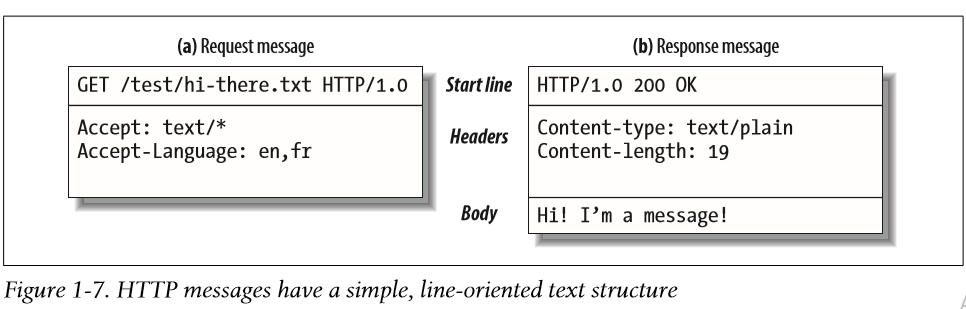 (a) Request message
GET /test/hi-there.txt HTTP/1.0
Accept: text/*
Accept-Language: en,fr
Start line
Headers
Body
(b) Response message
HTTP/1.0 200 OK
Content-type: text/plain
Content-length: 19
Hi! I’m a message!
Figure 1-7. HTTP messages have a simple, line-oriented text structure